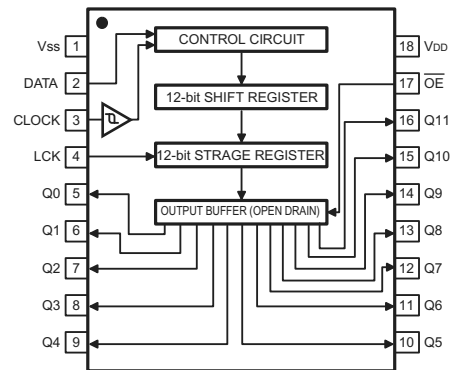 Vss 1
DATA 2
CLOCK 3
LCK 4
Q0 5
Q1 6
Q2 7
Q3 8
Q4 9
CONTROL CIRCUIT
12-bit SHIFT REGISTER
12-bit STRAGE REGISTER
OUTPUT BUFFER (OPEN DRAIN)
18 VDD
17 OE
16 Q11
15 Q10
14 Q9
13 Q8
12 Q7
11 Q6
10 Q5